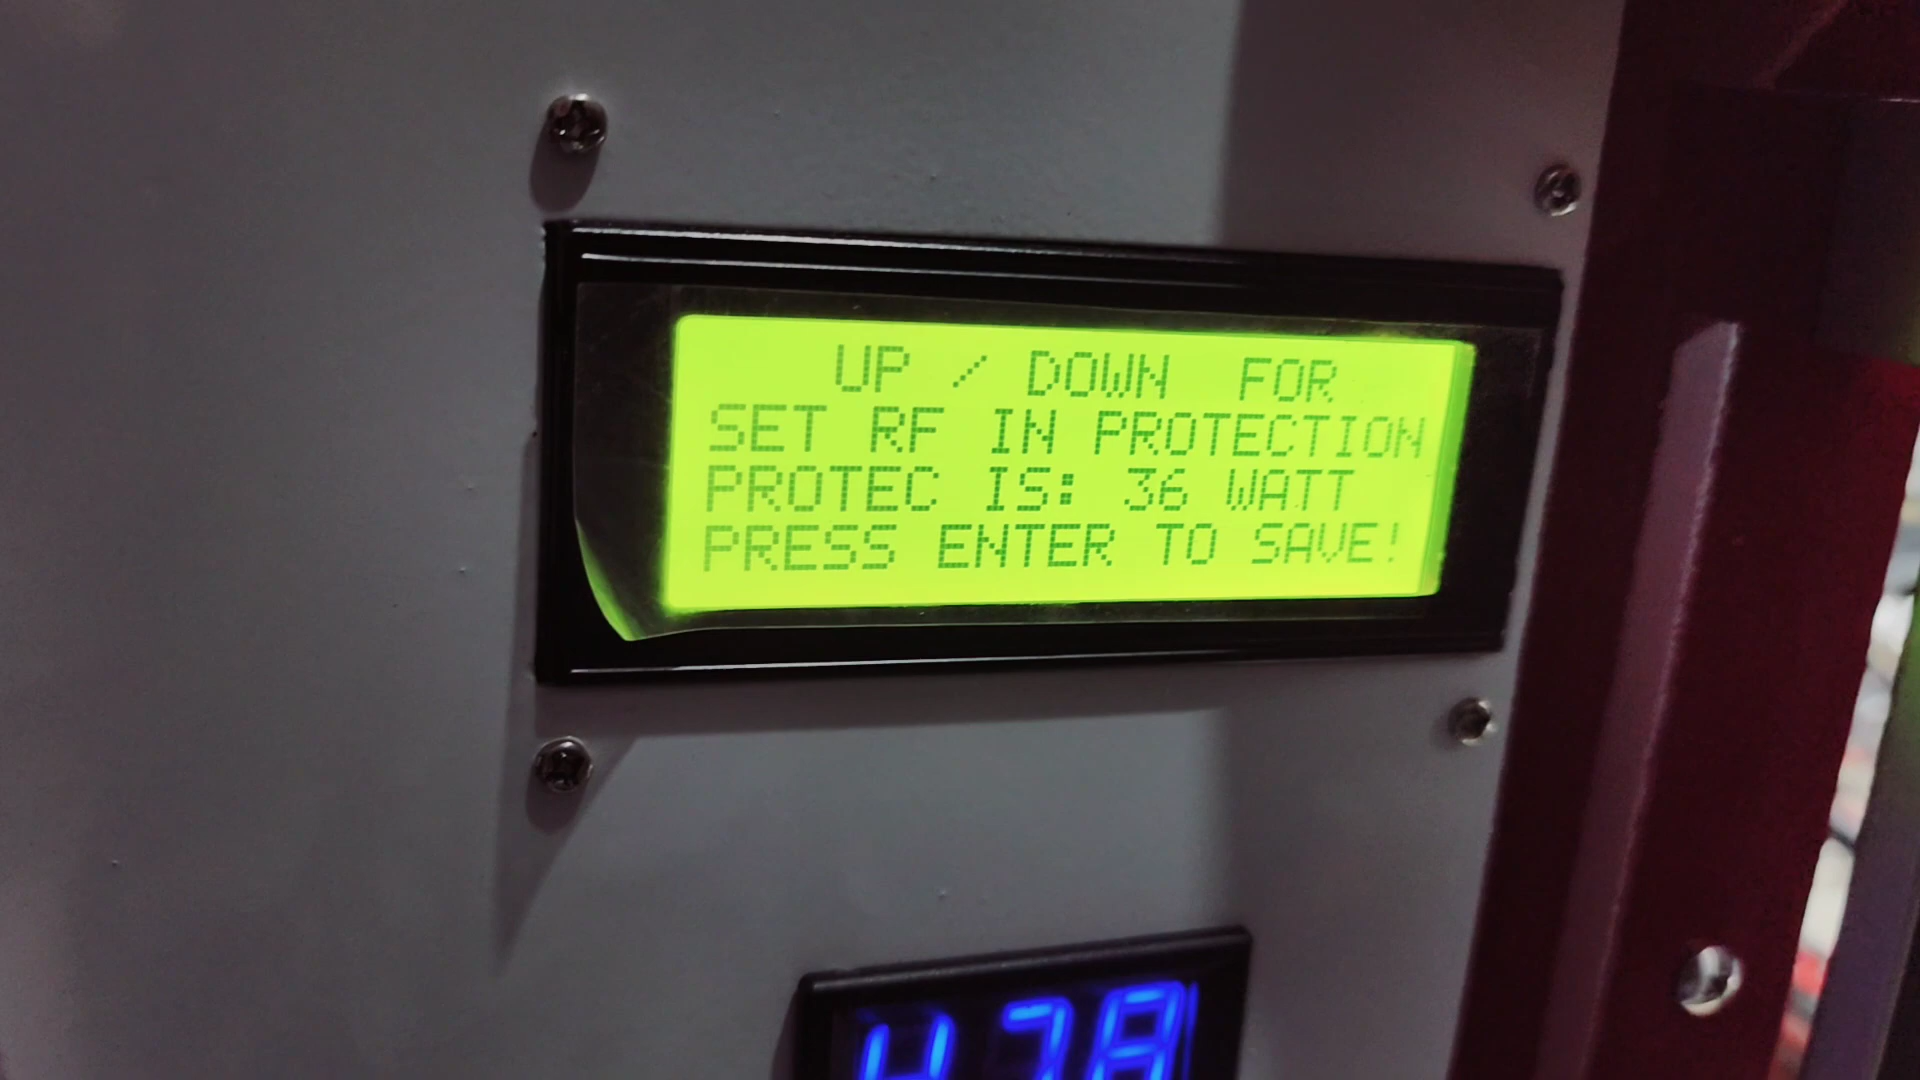 UP / DOWN FOR
SET RF IN PROTECTION
PROTEC IS: 36 WATT
PRESS ENTER TO SAVE!